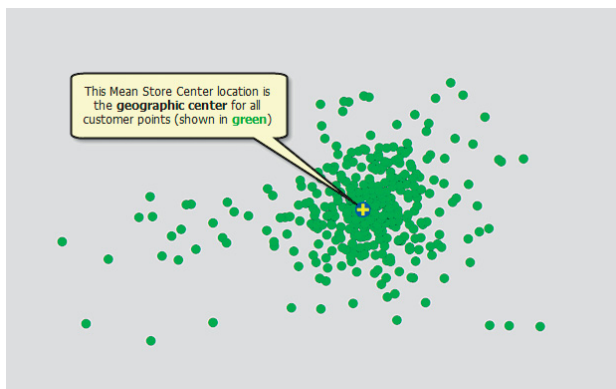 This Mean Store Center location is
the geographic center for all
customer points (shown in green)